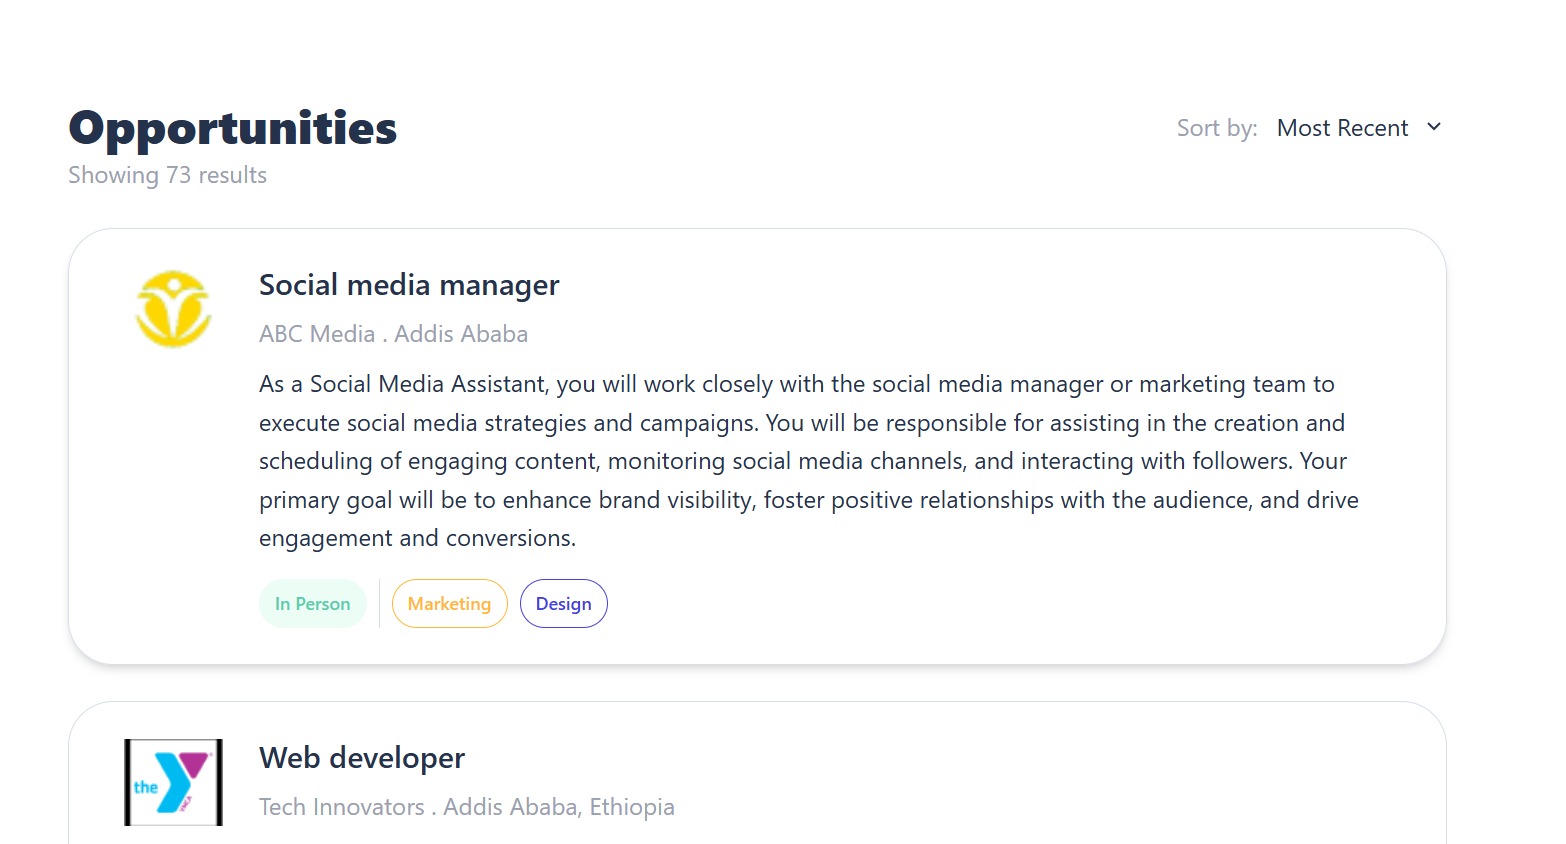 Opportunities
Sort by: Most Recent
Showing 73 results
Social media manager
ABC Media . Addis Ababa
As a Social Media Assistant, you will work closely with the social media manager or marketing team to
execute social media strategies and campaigns. You will be responsible for assisting in the creation and
scheduling of engaging content, monitoring social media channels, and interacting with followers. Your
primary goal will be to enhance brand visibility, foster positive relationships with the audience, and drive
engagement and conversions.
In Person
Marketing
Design
the
YMCA
Web developer
Tech Innovators . Addis Ababa, Ethiopia